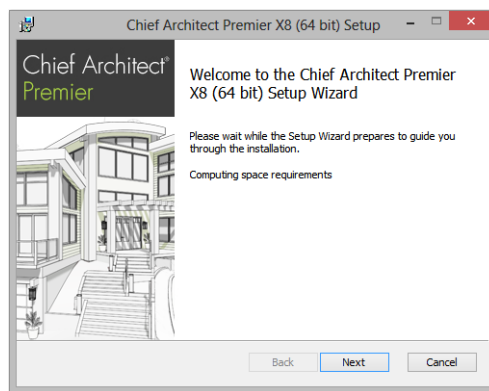 Chief Architect Premier X8 (64 bit) Setup
Chief Architect®
Premier
Welcome to the Chief Architect Premier
X8 (64 bit) Setup Wizard
Please wait while the Setup Wizard prepares to guide you
through the installation.
Computing space requirements
Back
Next
Cancel